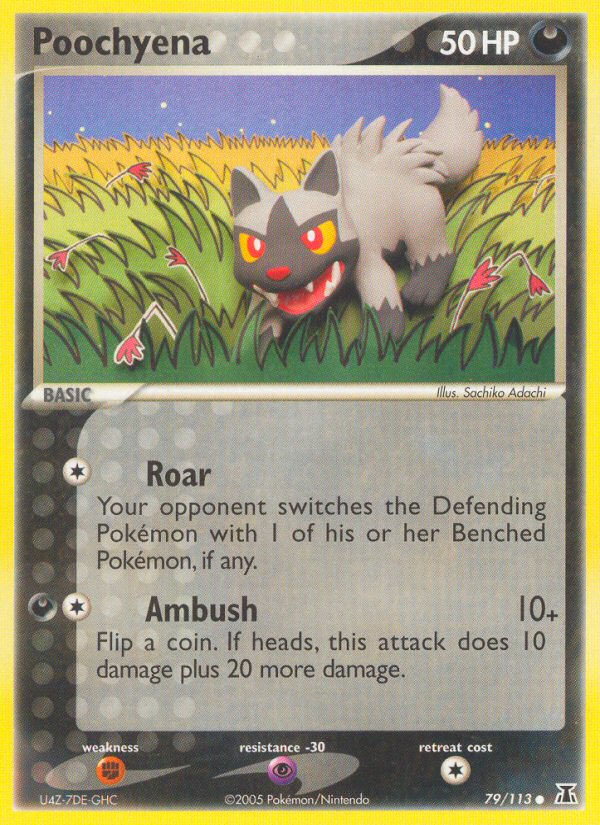 Poochyena
50 HP
BASIC
Illus. Sachiko Adachi
Roar
Your opponent switches the Defending
Pokémon with 1 of his or her Benched
Pokémon, if any.
Ambush 10+
Flip a coin. If heads, this attack does 10
damage plus 20 more damage.
weakness resistance -30 retreat cost
U4Z-7DE-GHC ©2005 Pokémon/Nintendo 79/113